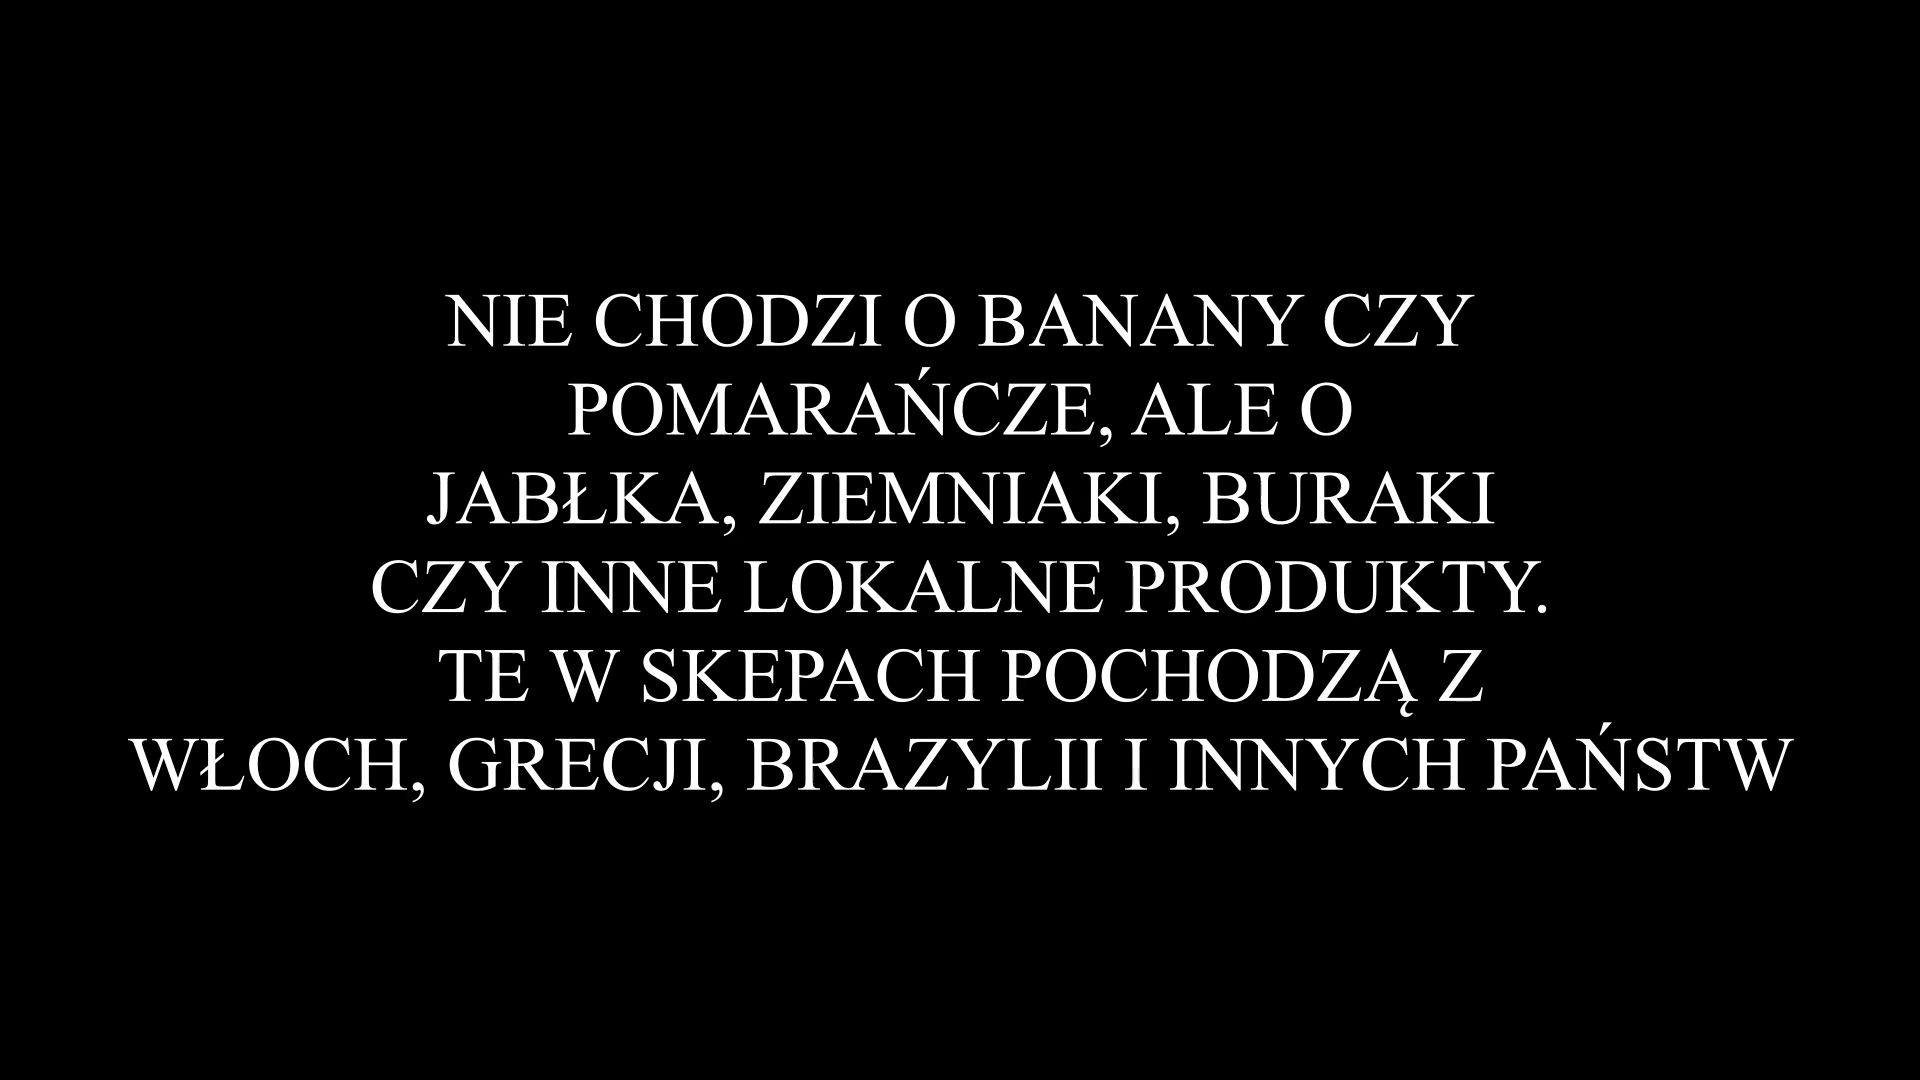 NIE CHODZI O BANANY CZY
POMARAŃCZE, ALE O
JABŁKA, ZIEMNIAKI, BURAKI
CZY INNE LOKALNE PRODUKTY.
TE W SKEPACH POCHODZĄ Z
WŁOCH, GRECJI, BRAZYLII I INNYCH PAŃSTW